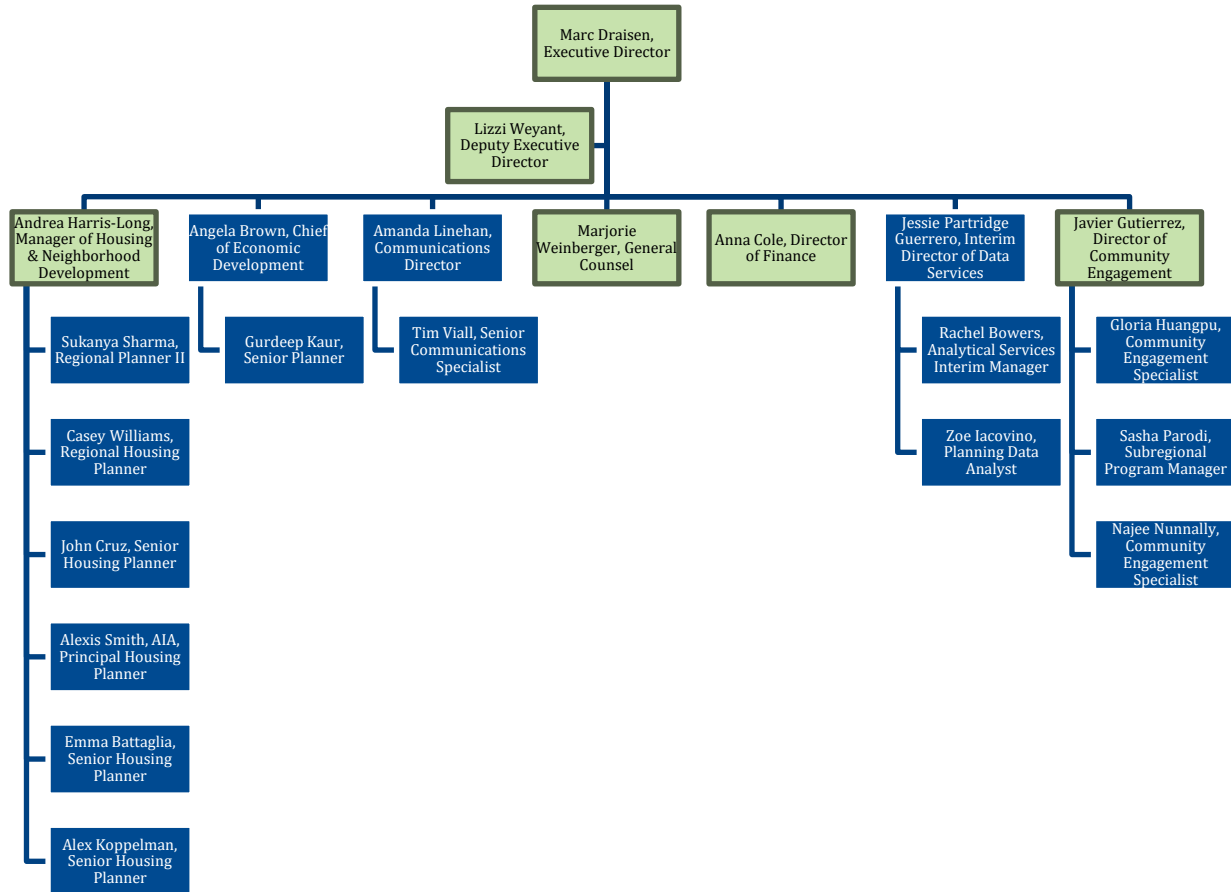 Marc Draisen,
Executive Director
Lizzi Weyant,
Deputy Executive
Director
Andrea Harris-Long,
Manager of Housing
& Neighborhood
Development
Angela Brown, Chief
of Economic
Development
Amanda Linehan,
Communications
Director
Marjorie
Weinberger, General
Counsel
Anna Cole, Director
of Finance
Jessie Partridge
Guerrero, Interim
Director of Data
Services
Javier Gutierrez,
Director of
Community
Engagement
Sukanya Sharma,
Regional Planner II
Gurdeep Kaur,
Senior Planner
Tim Viall, Senior
Communications
Specialist
Rachel Bowers,
Analytical Services
Interim Manager
Gloria Huangpu,
Community
Engagement
Specialist
Casey Williams,
Regional Housing
Planner
Zoe Iacovino,
Planning Data
Analyst
Sasha Parodi,
Subregional
Program Manager
John Cruz, Senior
Housing Planner
Najee Nunnally,
Community
Engagement
Specialist
Alexis Smith, AIA,
Principal Housing
Planner
Emma Battaglia,
Senior Housing
Planner
Alex Koppelman,
Senior Housing
Planner